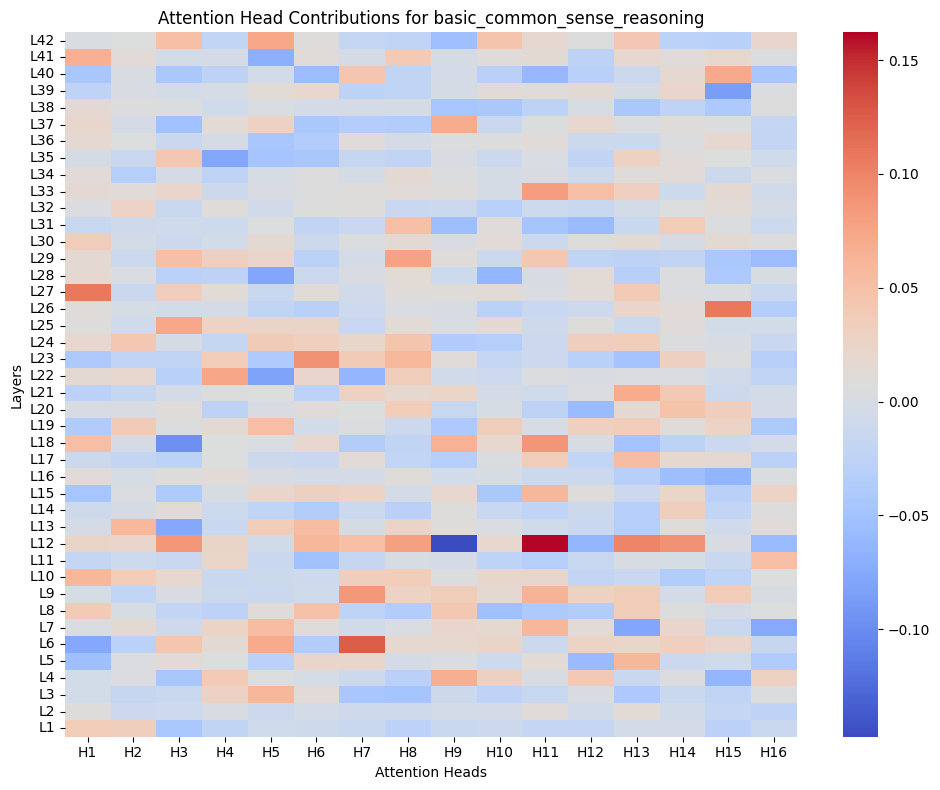 Attention Head Contributions for basic_common_sense_reasoning
Layers
L42
L41
L40
L39
L38
L37
L36
L35
L34
L33
L32
L31
L30
L29
L28
L27
L26
L25
L24
L23
L22
L21
L20
L19
L18
L17
L16
L15
L14
L13
L12
L11
L10
L9
L8
L7
L6
L5
L4
L3
L2
L1
H1 H2 H3 H4 H5 H6 H7 H8 H9 H10 H11 H12 H13 H14 H15 H16
Attention Heads
0.15
0.10
0.05
0.00
−0.05
−0.10